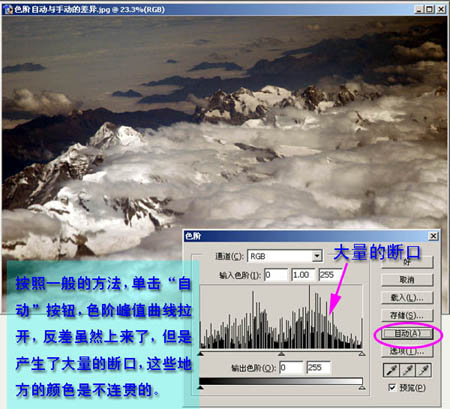 色阶自动与手动的差异.jpg @ 23.3%(RGB)
色阶
通道(C): RGB
大量的断口
好
输入色阶(I): 0 1.00 255
取消
载入(L)...
存储(S)...
自动(A)
选项(T)...
输出色阶(O): 0 255
预览(P)
按照一般的方法，单击“自
动”按钮，色阶峰值曲线拉
开，反差虽然上来了，但是
产生了大量的断口，这些地
方的颜色是不连贯的。